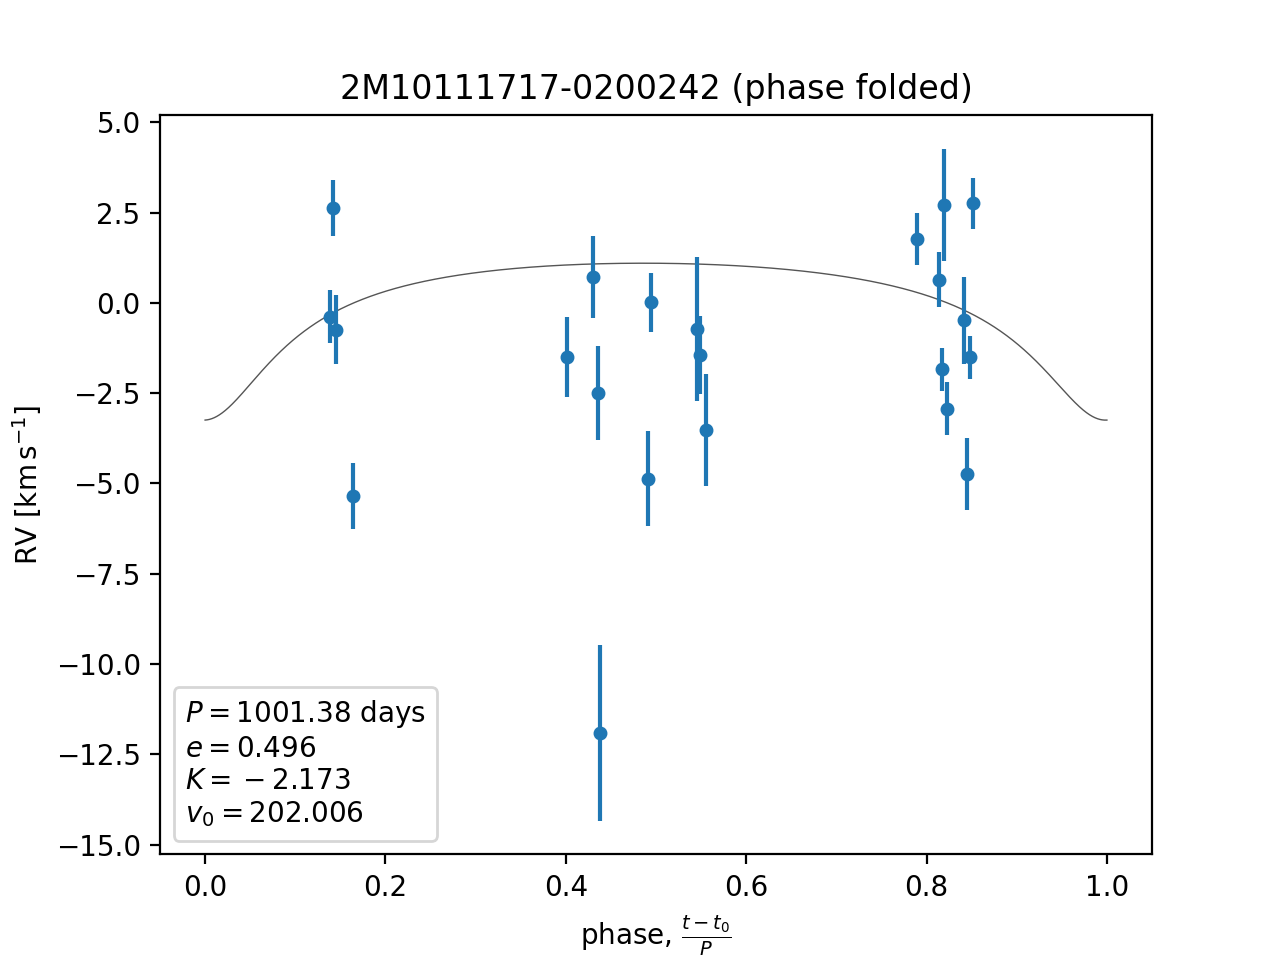 2M10111717-0200242 (phase folded)
RV [km s⁻¹]
5.0
2.5
0.0
−2.5
−5.0
−7.5
−10.0
−12.5
−15.0
P = 1001.38 days
e = 0.496
K = −2.173
v₀ = 202.006
0.0 0.2 0.4 0.6 0.8 1.0
phase, (t − t₀)/P